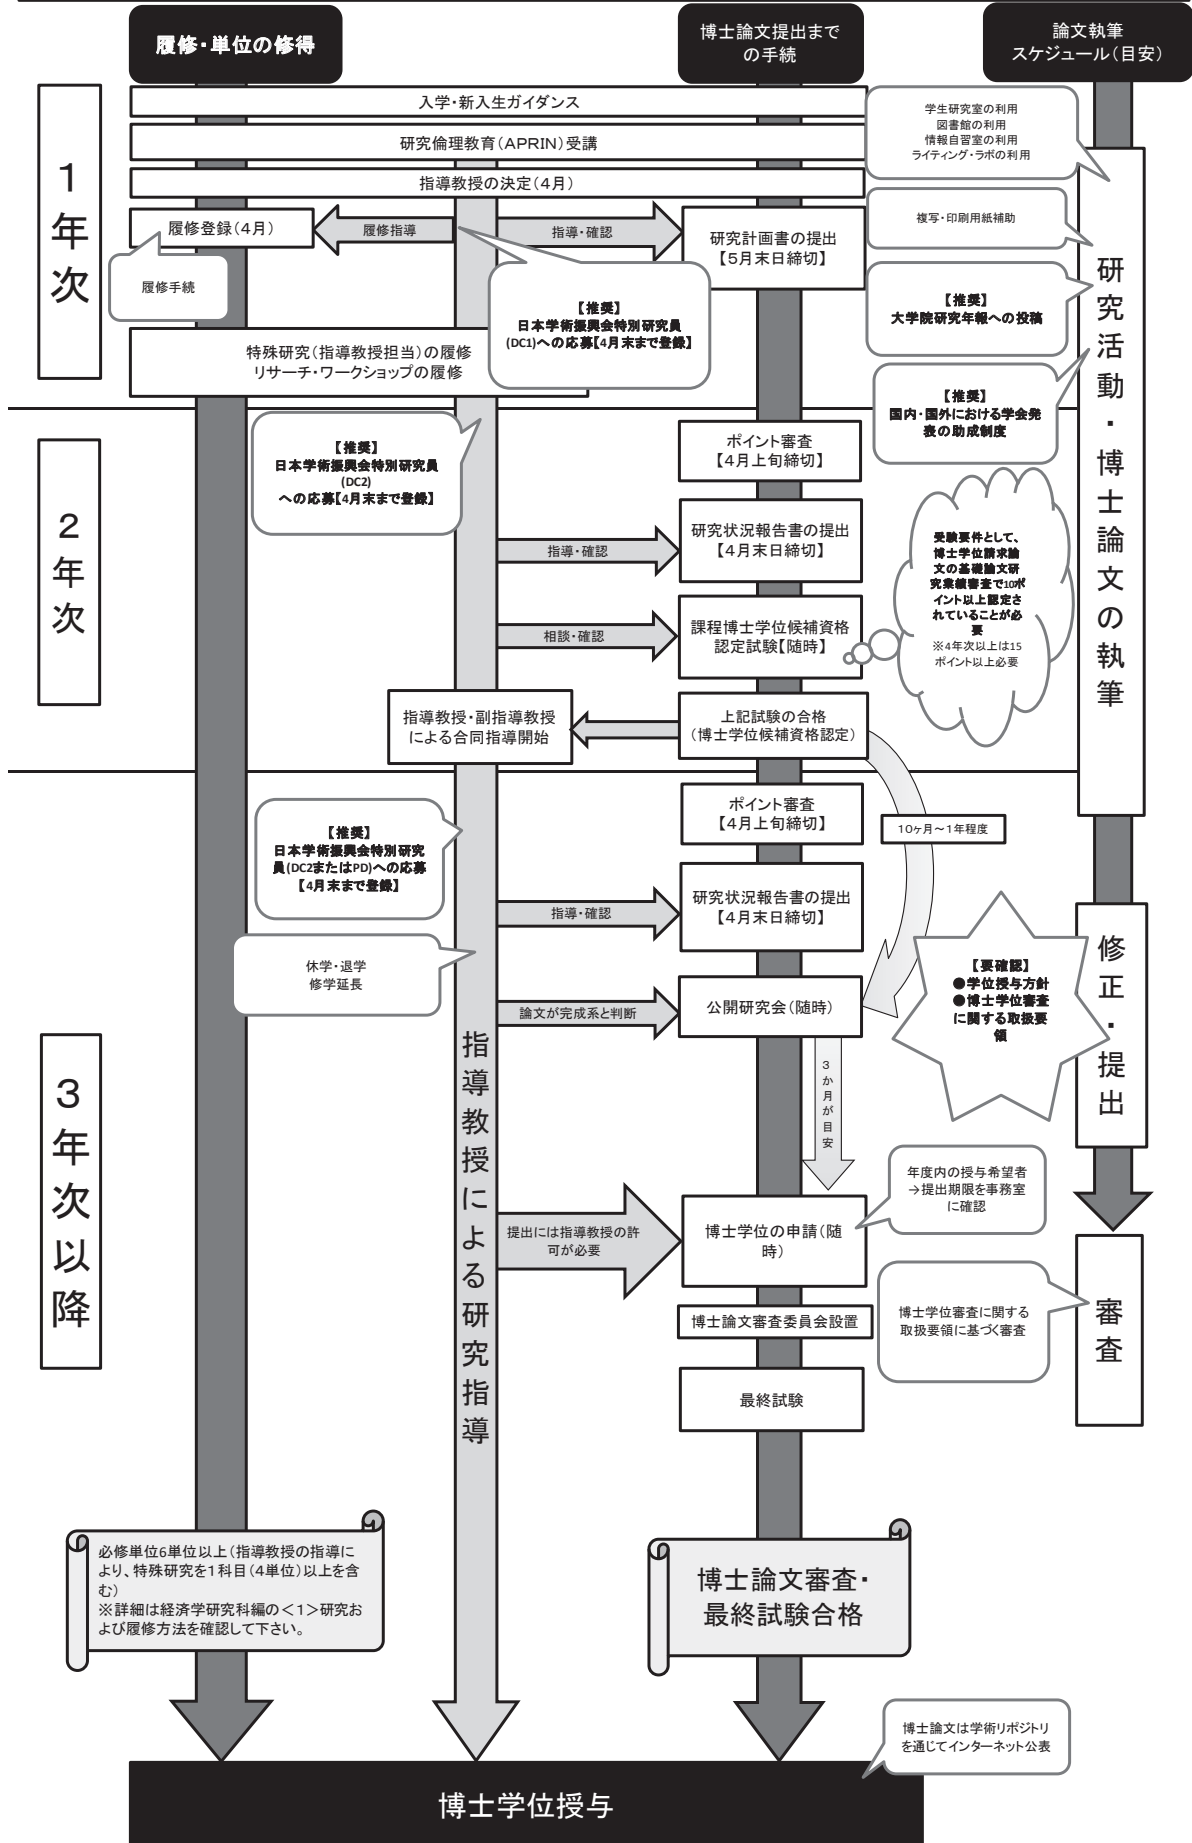 履修・単位の修得
博士論文提出まで
の手続
論文執筆
スケジュール（目安）
1年次
入学・新入生ガイダンス
研究倫理教育（APRIN）受講
指導教授の決定（4月）
学生研究室の利用
図書館の利用
情報自習室の利用
ライティング・ラボの利用
履修登録（4月）
履修指導
指導・確認
研究計画書の提出
【5月末日締切】
複写・印刷用紙補助
履修手続
【推奨】
日本学術振興会特別研究員
(DC1)への応募【4月末まで登録】
【推奨】
大学院研究年報への投稿
特殊研究（指導教授担当）の履修
リサーチ・ワークショップの履修
【推奨】
国内・国外における学会発
表の助成制度
研究活動・博士論文の執筆
2年次
【推奨】
日本学術振興会特別研究員
(DC2)
への応募【4月末まで登録】
ポイント審査
【4月上旬締切】
指導・確認
研究状況報告書の提出
【4月末日締切】
受験要件として、
博士学位請求論
文の基礎論文研
究業績審査で10ポ
イント以上認定さ
れていることが必
要
※4年次以上は15
ポイント以上必要
相談・確認
課程博士学位候補資格
認定試験【随時】
指導教授・副指導教授
による合同指導開始
上記試験の合格
（博士学位候補資格認定）
3年次以降
ポイント審査
【4月上旬締切】
10ヶ月～1年程度
【推奨】
日本学術振興会特別研究
員(DC2またはPD)への応募
【4月末まで登録】
指導・確認
研究状況報告書の提出
【4月末日締切】
休学・退学
修学延長
論文が完成系と判断
公開研究会（随時）
【要確認】
●学位授与方針
●博士学位審査
に関する取扱要
領
修正・提出
指導教授による研究指導
3か月が目安
年度内の授与希望者
→提出期限を事務室
に確認
提出には指導教授の許
可が必要
博士学位の申請（随
時）
博士論文審査委員会設置
博士学位審査に関する
取扱要領に基づく審査
審査
最終試験
必修単位6単位以上（指導教授の指導によ
り、特殊研究を1科目（4単位）以上を含
む）
※詳細は経済学研究科編の＜1＞研究お
よび履修方法を確認して下さい。
博士論文審査・
最終試験合格
博士論文は学術リポジトリ
を通じてインターネット公表
博士学位授与